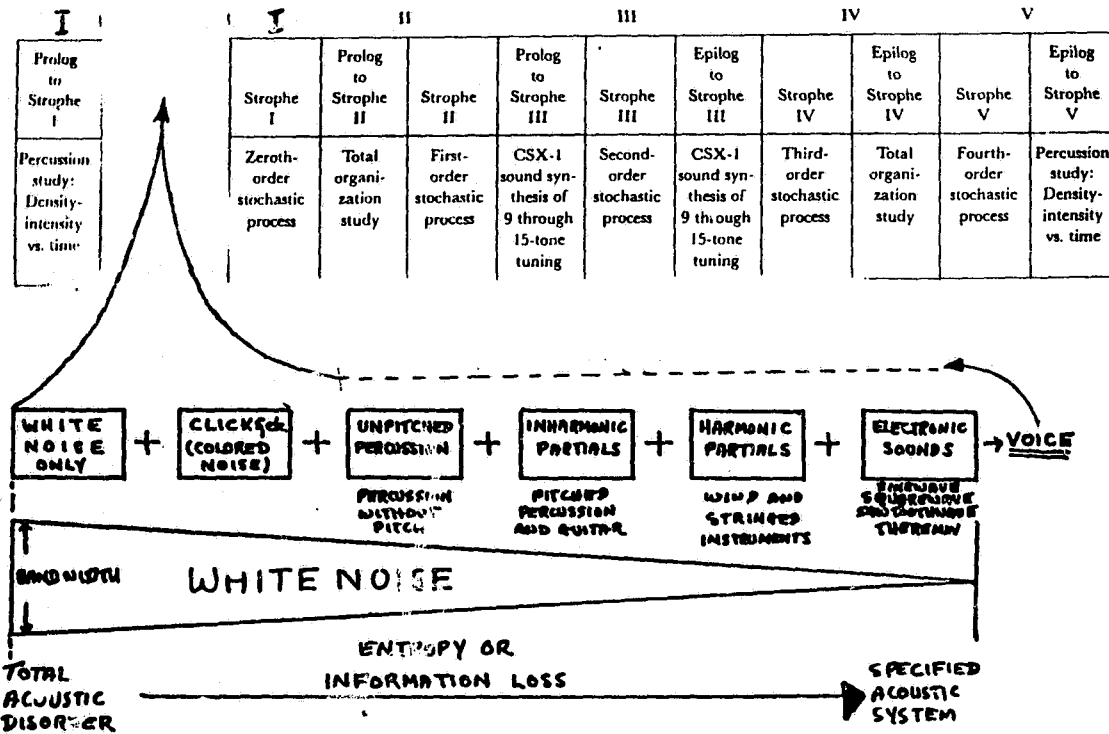 I
I
II
III
IV
V
Prolog
to
Strophe
I
Strophe
I
Prolog
to
Strophe
II
Strophe
II
Prolog
to
Strophe
III
Strophe
III
Epilog
to
Strophe
III
Strophe
IV
Epilog
to
Strophe
IV
Strophe
V
Epilog
to
Strophe
V
Percussion
study:
Density-
intensity
vs. time
Zeroth-
order
stochastic
process
Total
organi-
zation
study
First-
order
stochastic
process
CSX-1
sound syn-
thesis of
9 through
15-tone
tuning
Second-
order
stochastic
process
CSX-1
sound syn-
thesis of
9 through
15-tone
tuning
Third-
order
stochastic
process
Total
organi-
zation
study
Fourth-
order
stochastic
process
Percussion
study:
Density-
intensity
vs. time
WHITE
NOISE
ONLY
+
CLICKS
(COLORED
NOISE)
+
UNPITCHED
PERCUSSION
+
INHARMONIC
PARTIALS
+
HARMONIC
PARTIALS
+
ELECTRONIC
SOUNDS
VOICE
PERCUSSION
WITHOUT
PITCH
PITCHED
PERCUSSION
AND GUITAR
WIND AND
STRINGED
INSTRUMENTS
SINEWAVE
SQUAREWAVE
SAWTOOTHWAVE
THEREMIN
BANDWIDTH
WHITE NOISE
ENTROPY OR
INFORMATION LOSS
TOTAL
ACOUSTIC
DISORDER
SPECIFIED
ACOUSTIC
SYSTEM